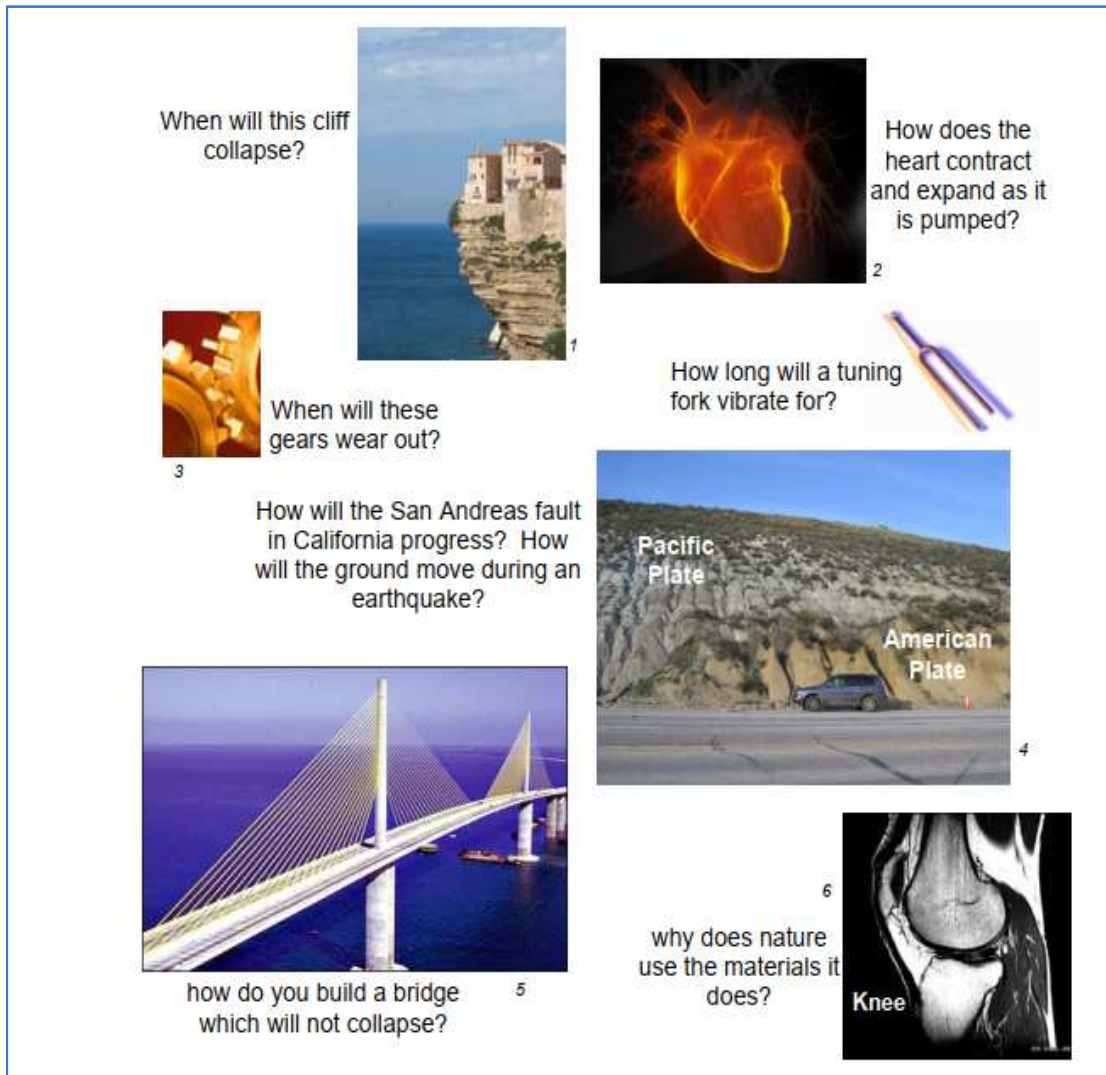 When will this cliff
collapse?
1
How does the
heart contract
and expand as it
is pumped?
2
When will these
gears wear out?
3
How long will a tuning
fork vibrate for?
How will the San Andreas fault
in California progress? How
will the ground move during an
earthquake?
Pacific
Plate
American
Plate
4
how do you build a bridge
which will not collapse?
5
6
why does nature
use the materials it
does?
Knee